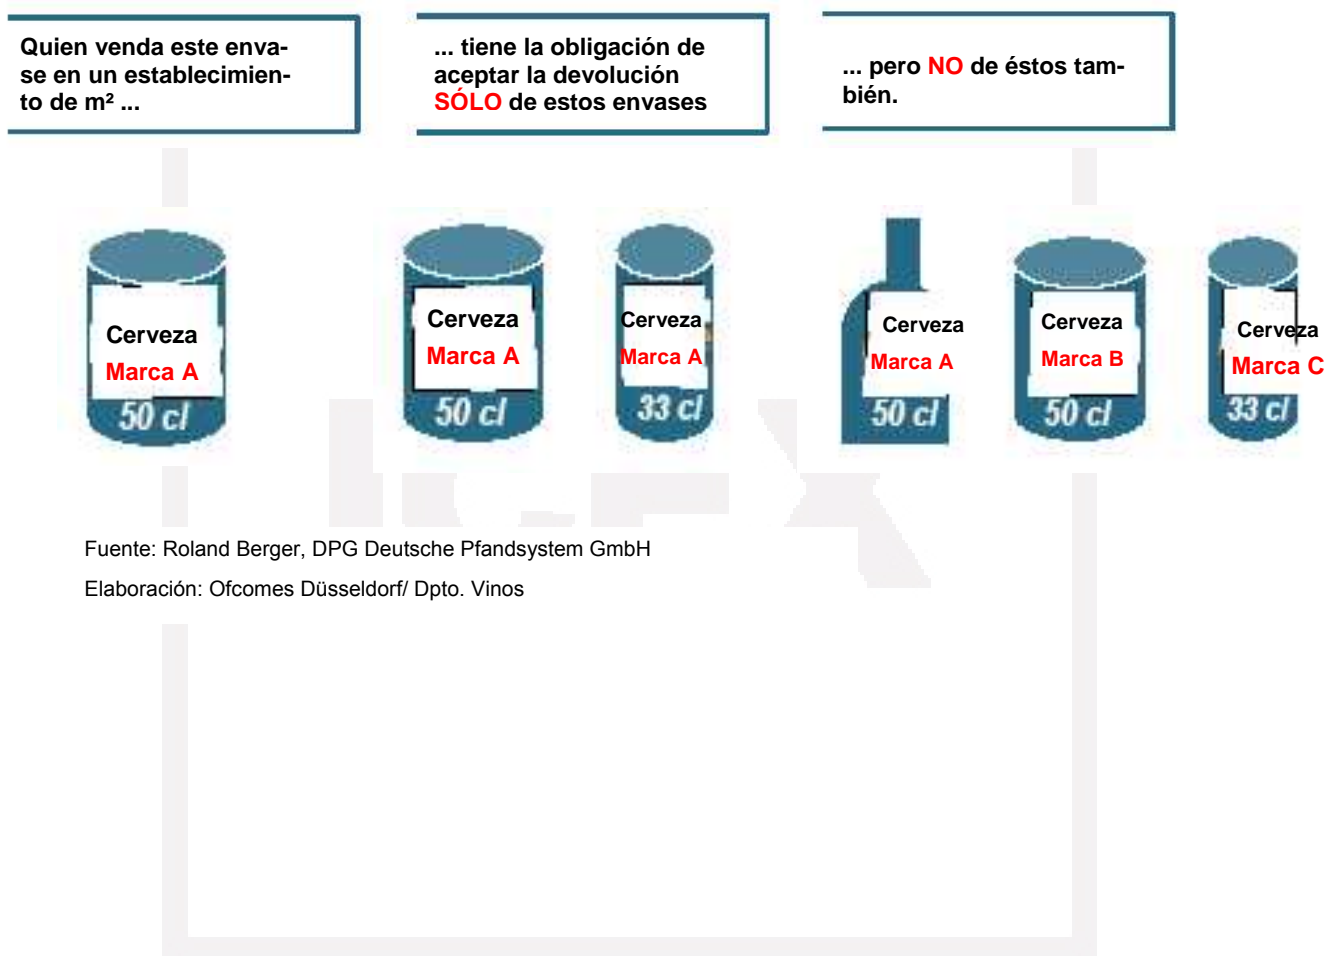 Quien venda este enva-
se en un establecimien-
to de m² ...
... tiene la obligación de
aceptar la devolución
SÓLO de estos envases
... pero NO de éstos tam-
bién.
Cerveza
Marca A
50 cl
Cerveza
Marca A
50 cl
Cerveza
Marca A
33 cl
Cerveza
Marca A
50 cl
Cerveza
Marca B
50 cl
Cerveza
Marca C
33 cl
Fuente: Roland Berger, DPG Deutsche Pfandsystem GmbH
Elaboración: Ofcomes Düsseldorf/ Dpto. Vinos